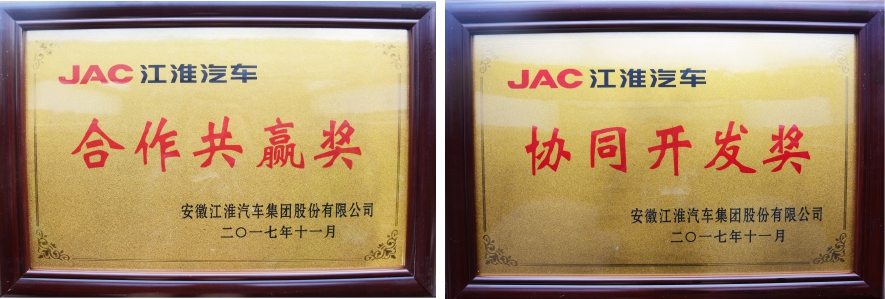 JAC 江淮汽车
合作共赢奖
安徽江淮汽车集团股份有限公司
二〇一七年十一月
JAC 江淮汽车
协同开发奖
安徽江淮汽车集团股份有限公司
二〇一七年十一月